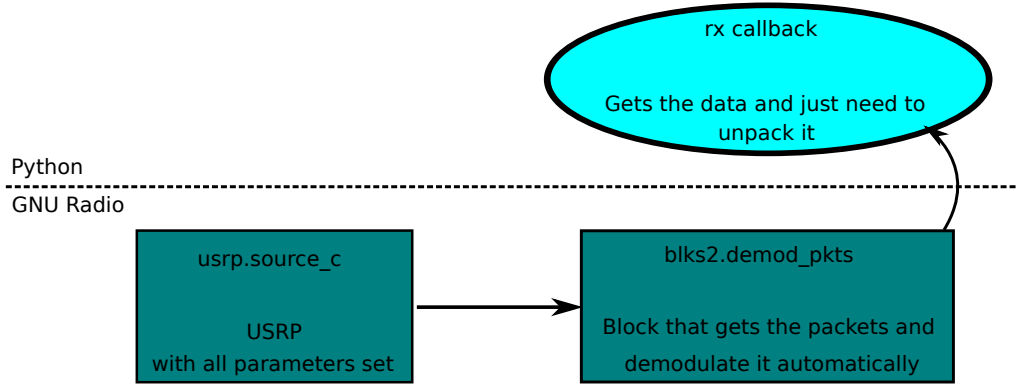 rx callback
Gets the data and just need to
unpack it
Python
GNU Radio
usrp.source_c
USRP
with all parameters set
blks2.demod_pkts
Block that gets the packets and
demodulate it automatically